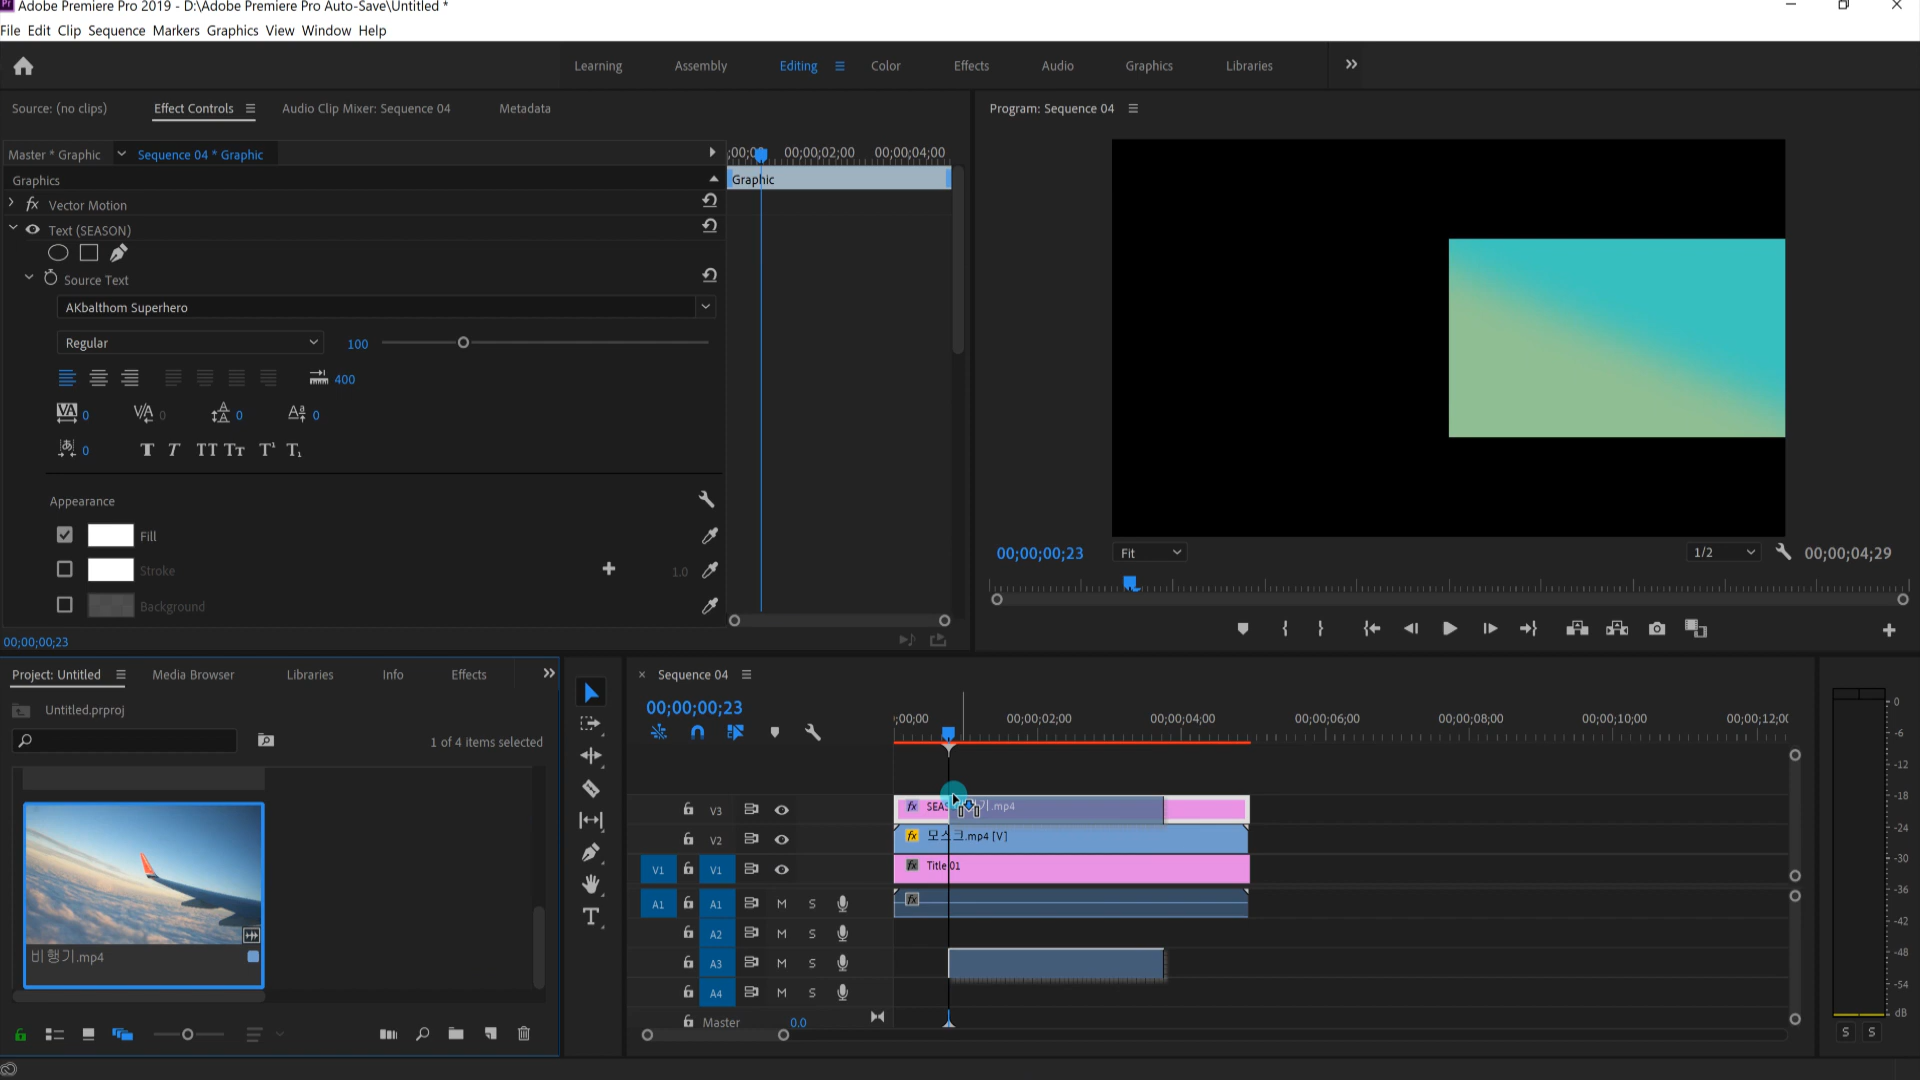 Adobe Premiere Pro 2019 - D:\Adobe Premiere Pro Auto-Save\Untitled *
File Edit Clip Sequence Markers Graphics View Window Help
Learning Assembly Editing Color Effects Audio Graphics Libraries
Source: (no clips) Effect Controls Audio Clip Mixer: Sequence 04 Metadata
Program: Sequence 04
Master * Graphic Sequence 04 * Graphic
00;00;02;00 00;00;04;00
Graphics
Graphic
fx Vector Motion
Text (SEASON)
Source Text
AKbalthom Superhero
Regular 100
400
0 0 0 0
0
Appearance
Fill
Stroke 1.0
Background
00;00;00;23
00;00;00;23 Fit 1/2 00;00;04;29
Project: Untitled Media Browser Libraries Info Effects
Untitled.prproj
1 of 4 items selected
비행기.mp4
Sequence 04
00;00;00;23
;00;00 00;00;02;00 00;00;04;00 00;00;06;00 00;00;08;00 00;00;10;00 00;00;12;00
V3 fx SEAS 기.mp4
V2 fx 모스크.mp4 [V]
V1 V1 fx Title 01
A1 A1 M S fx
A2 M S
A3 M S
A4 M S
Master 0.0
0
-6
-12
-18
-24
-30
-36
-42
-48
-54
dB
S S